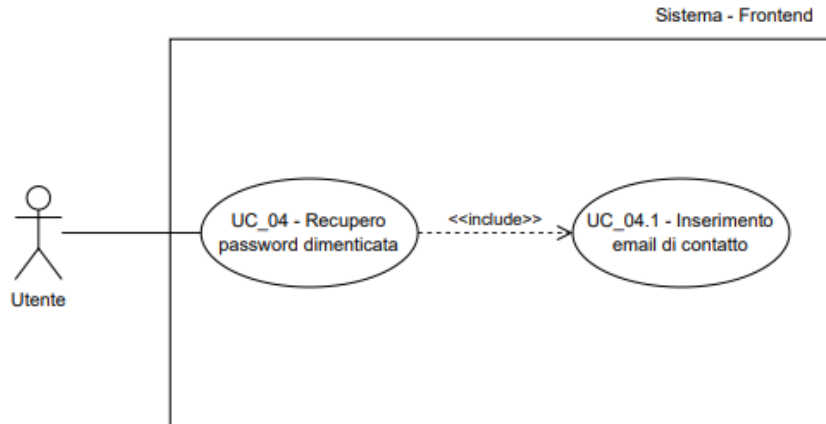 Sistema - Frontend
UC_04 - Recupero
password dimenticata
<<include>>
UC_04.1 - Inserimento
email di contatto
Utente